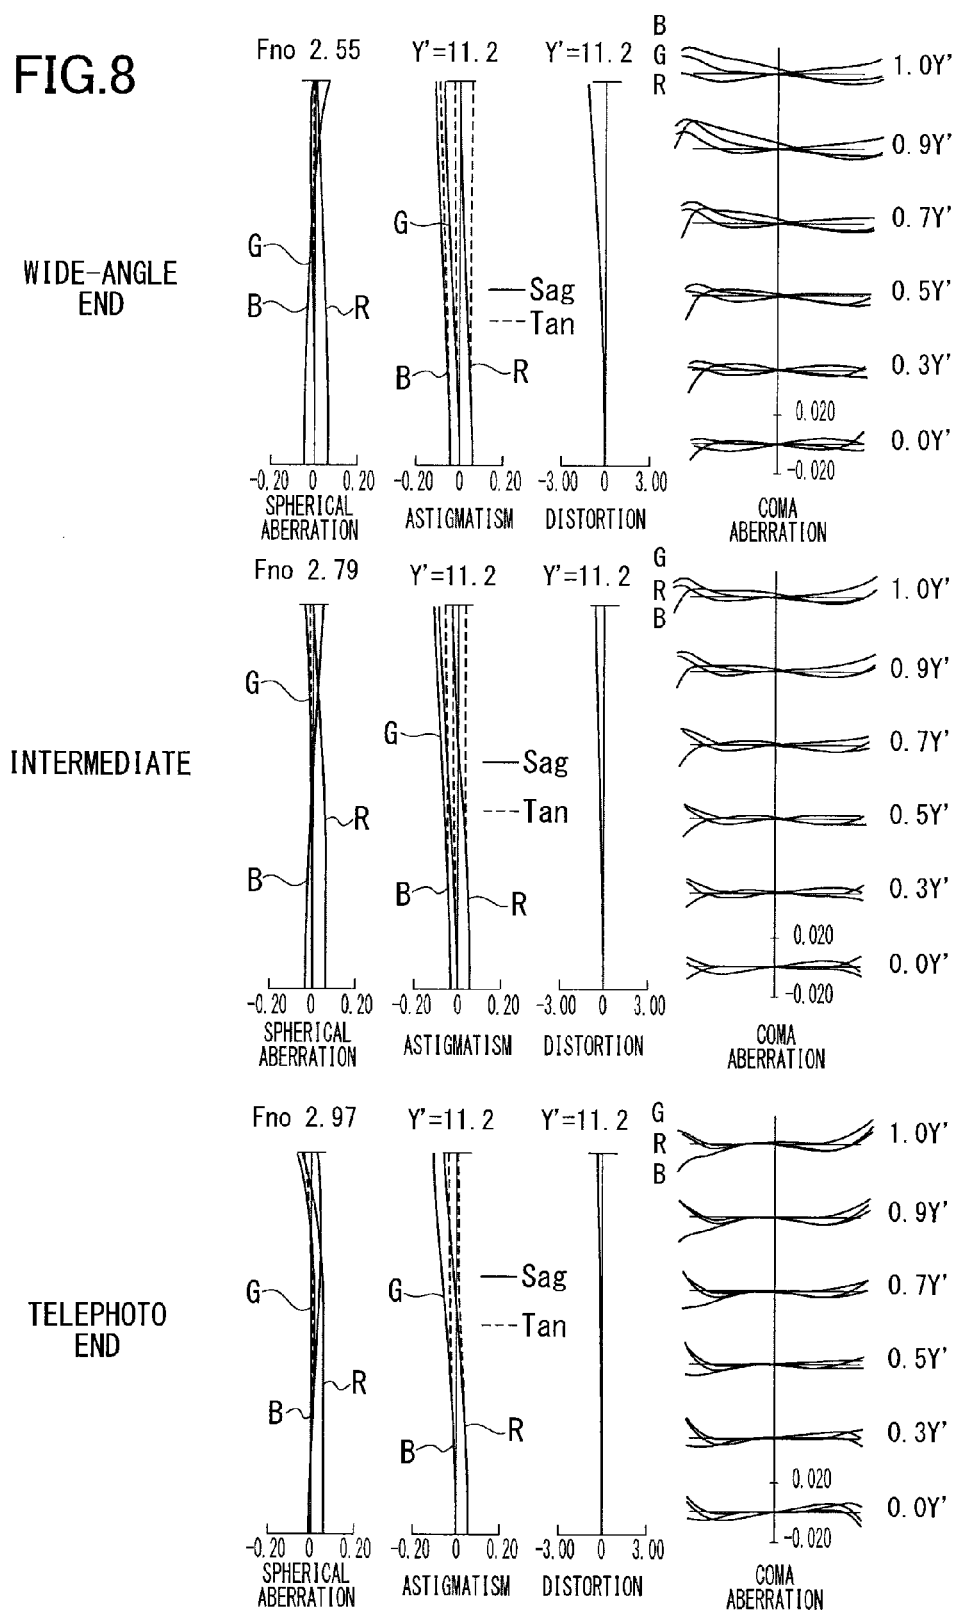 FIG.8
WIDE-ANGLE
END
Fno 2.55
G
B
R
-0.20 0 0.20
SPHERICAL
ABERRATION
Y'=11.2
G
Sag
Tan
B
R
-0.20 0 0.20
ASTIGMATISM
Y'=11.2
-3.00 0 3.00
DISTORTION
B
G
R
1.0Y'
0.9Y'
0.7Y'
0.5Y'
0.3Y'
0.020
0.0Y'
-0.020
COMA
ABERRATION
INTERMEDIATE
Fno 2.79
G
R
B
-0.20 0 0.20
SPHERICAL
ABERRATION
Y'=11.2
G
Sag
Tan
B
R
-0.20 0 0.20
ASTIGMATISM
Y'=11.2
-3.00 0 3.00
DISTORTION
G
R
B
1.0Y'
0.9Y'
0.7Y'
0.5Y'
0.3Y'
0.020
0.0Y'
-0.020
COMA
ABERRATION
TELEPHOTO
END
Fno 2.97
G
R
B
-0.20 0 0.20
SPHERICAL
ABERRATION
Y'=11.2
Sag
G
Tan
R
B
-0.20 0 0.20
ASTIGMATISM
Y'=11.2
-3.00 0 3.00
DISTORTION
G
R
B
1.0Y'
0.9Y'
0.7Y'
0.5Y'
0.3Y'
0.020
0.0Y'
-0.020
COMA
ABERRATION